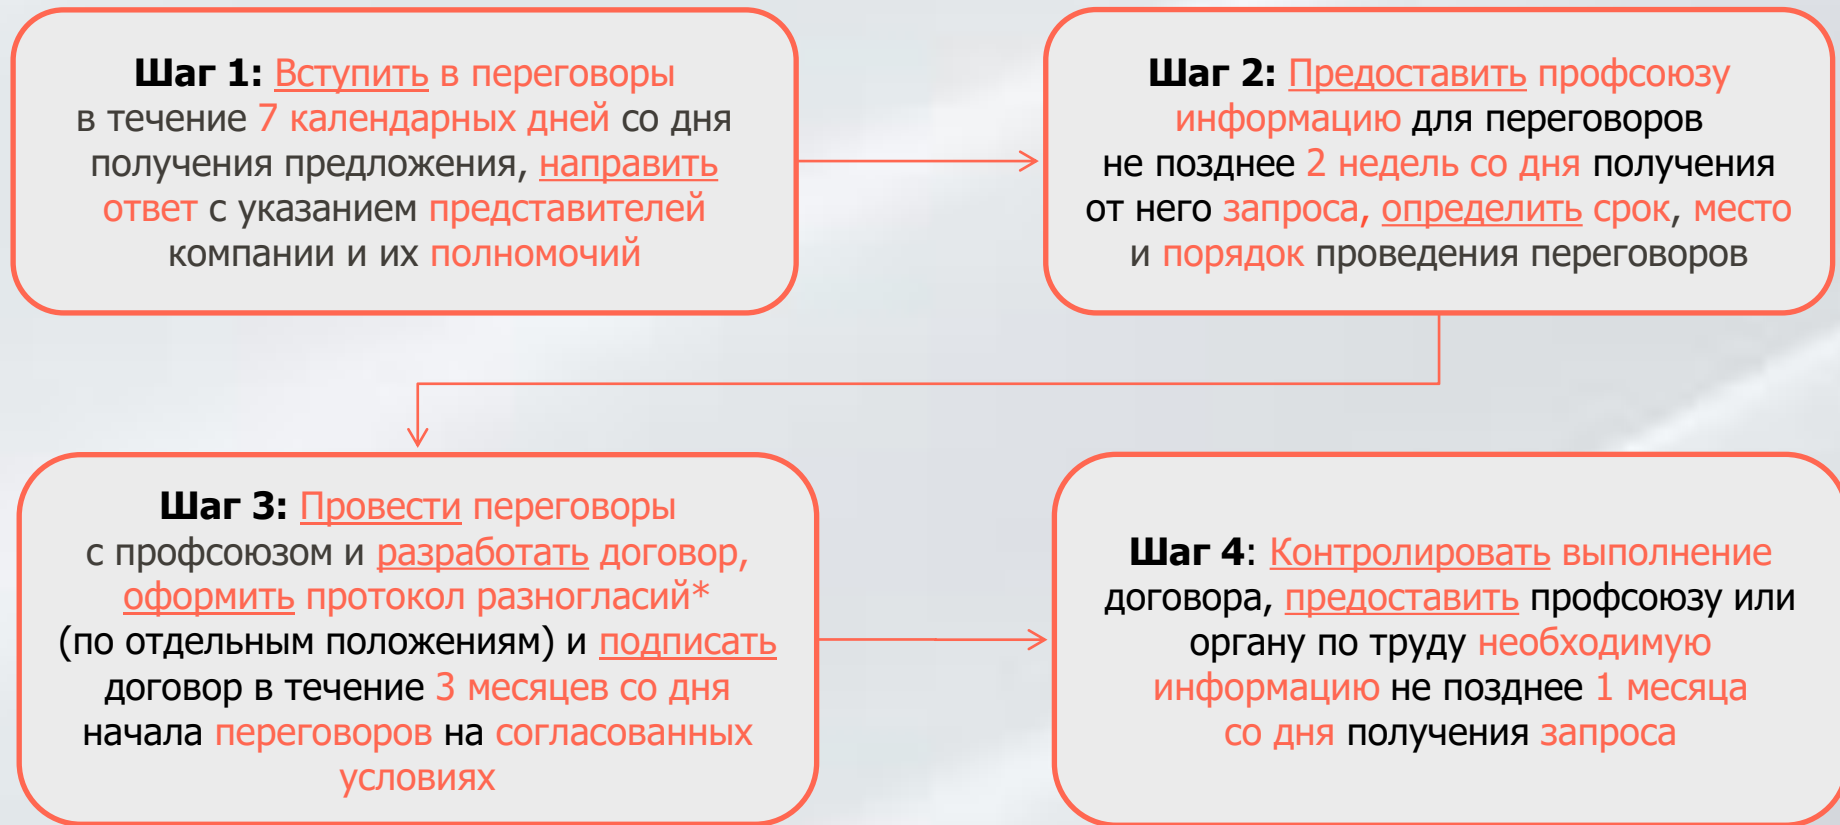 Шаг 1: Вступить в переговоры
в течение 7 календарных дней со дня
получения предложения, направить
ответ с указанием представителей
компании и их полномочий
Шаг 2: Предоставить профсоюзу
информацию для переговоров
не позднее 2 недель со дня получения
от него запроса, определить срок, место
и порядок проведения переговоров
Шаг 3: Провести переговоры
с профсоюзом и разработать договор,
оформить протокол разногласий*
(по отдельным положениям) и подписать
договор в течение 3 месяцев со дня
начала переговоров на согласованных
условиях
Шаг 4: Контролировать выполнение
договора, предоставить профсоюзу или
органу по труду необходимую
информацию не позднее 1 месяца
со дня получения запроса